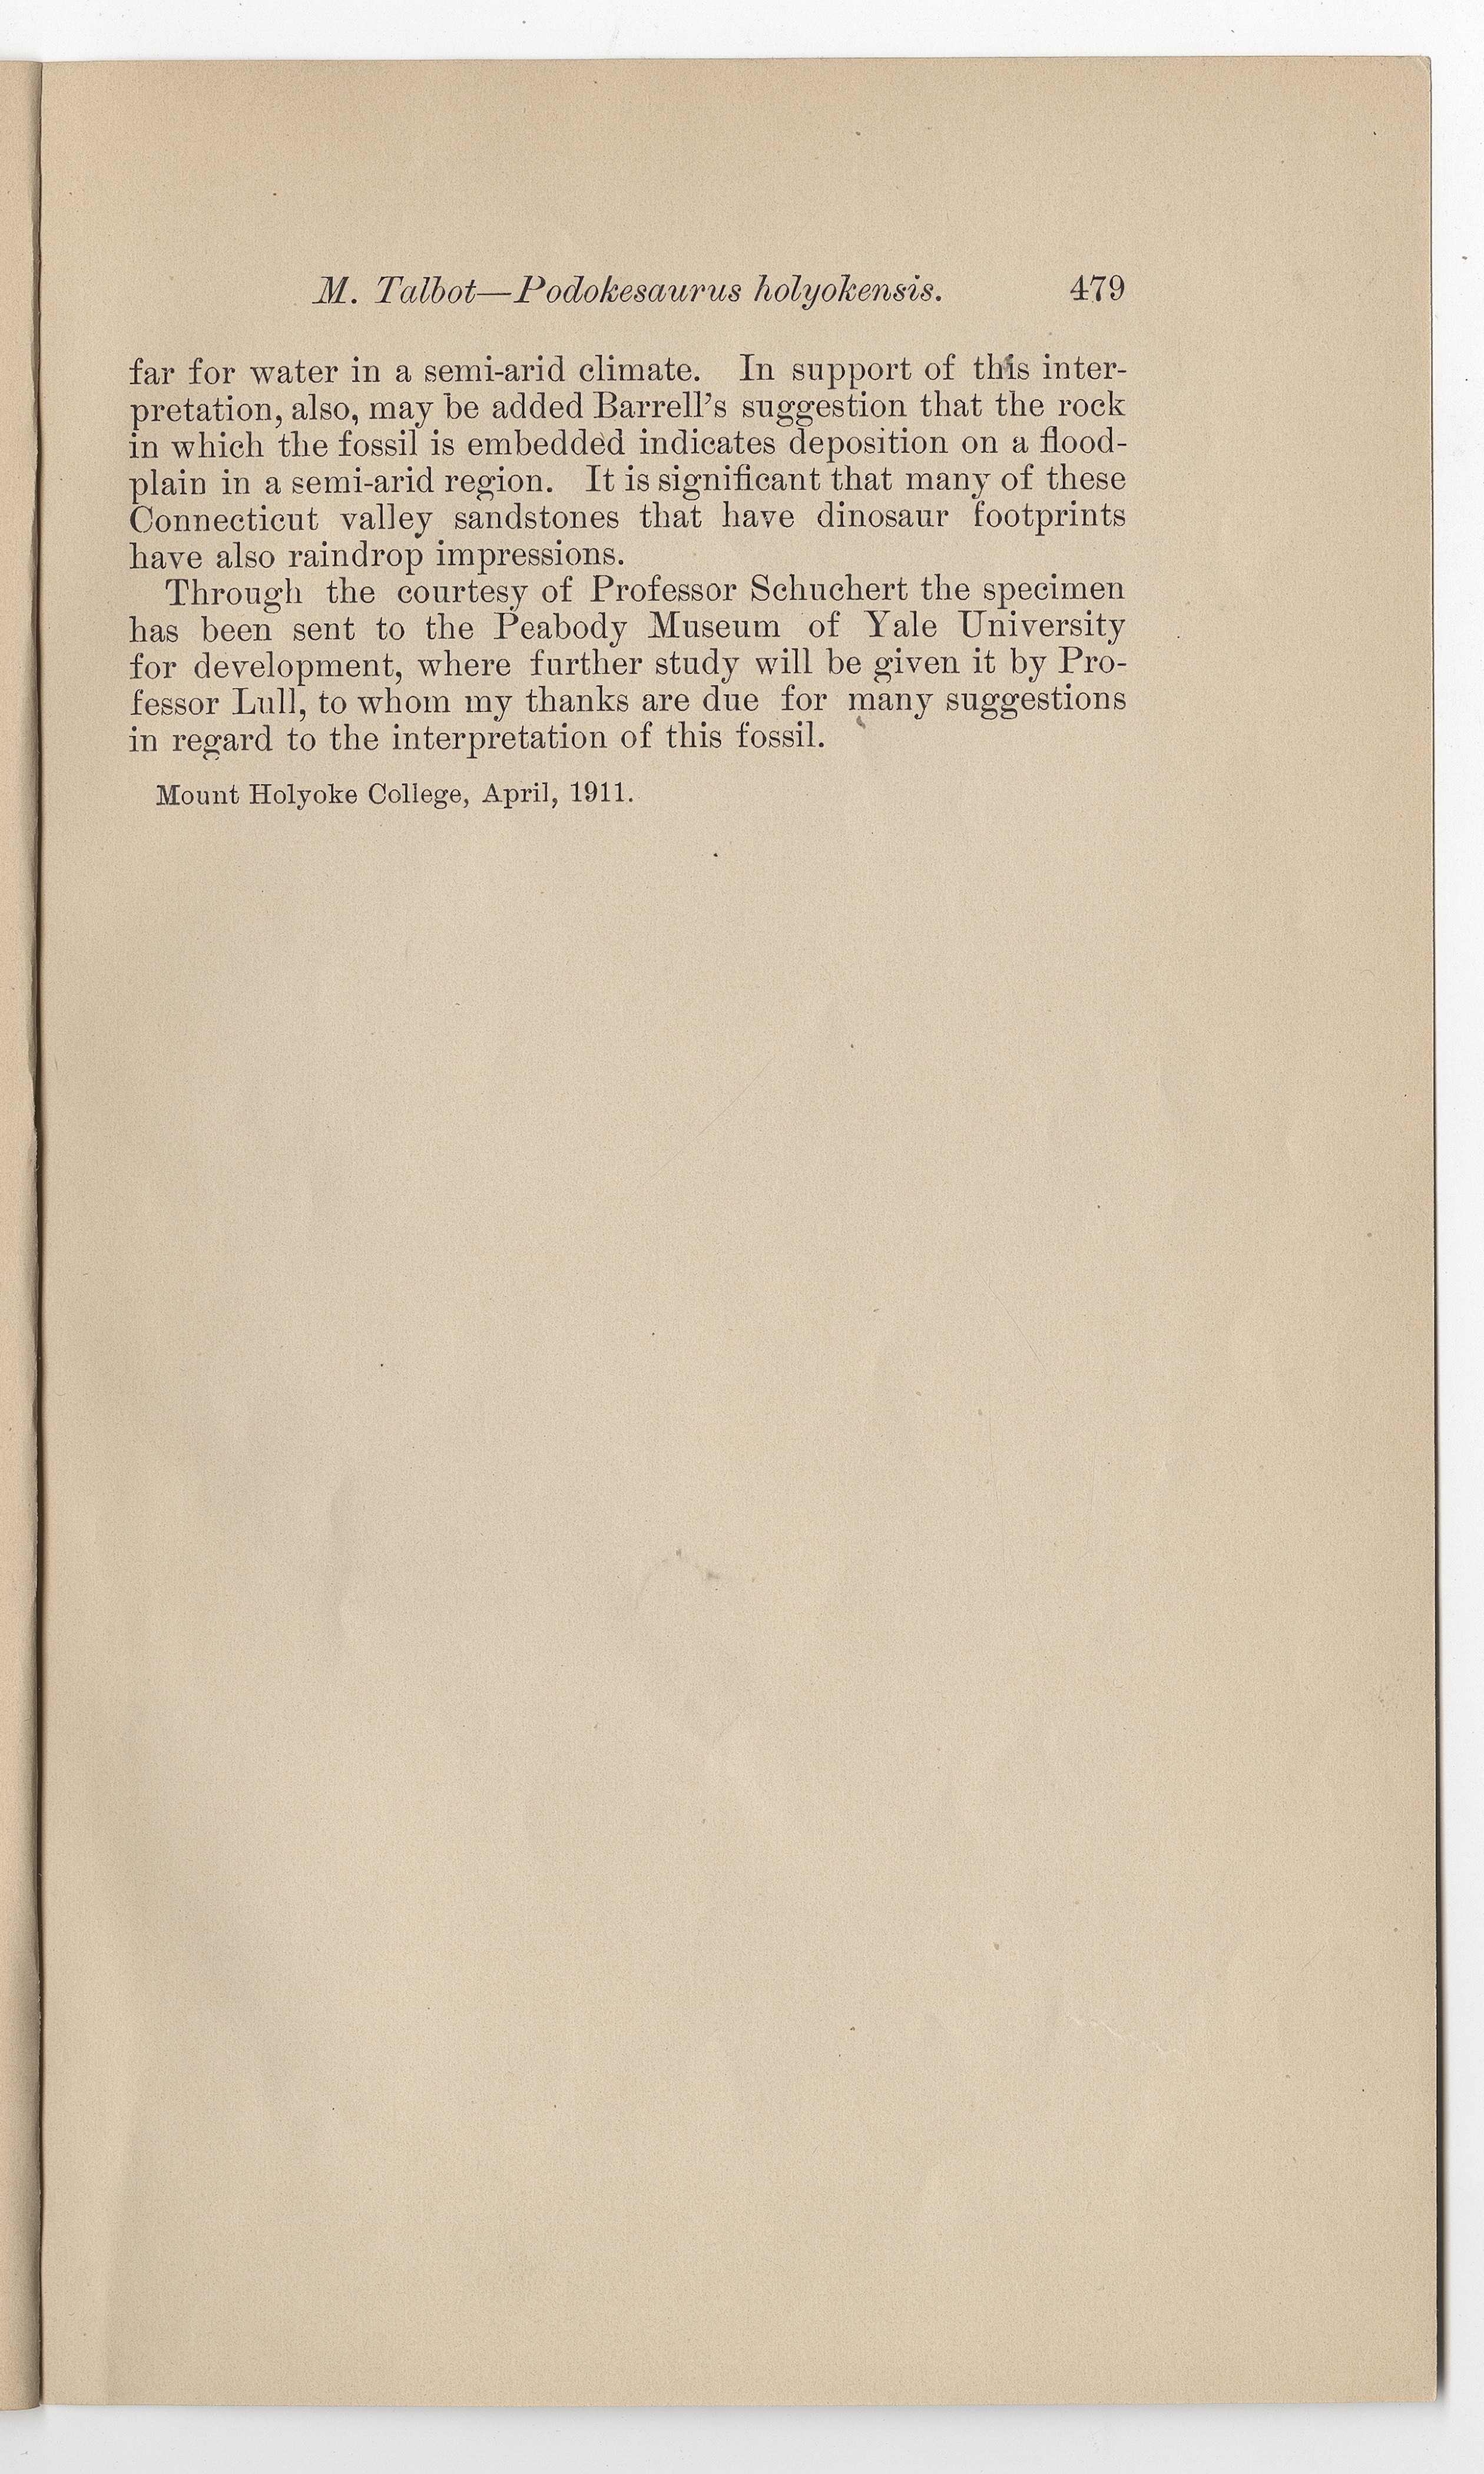 M. Talbot—Podokesaurus holyokensis. 479
far for water in a semi-arid climate. In support of this inter-
pretation, also, may be added Barrell's suggestion that the rock
in which the fossil is embedded indicates deposition on a flood-
plain in a semi-arid region. It is significant that many of these
Connecticut valley sandstones that have dinosaur footprints
have also raindrop impressions.
Through the courtesy of Professor Schuchert the specimen
has been sent to the Peabody Museum of Yale University
for development, where further study will be given it by Pro-
fessor Lull, to whom my thanks are due for many suggestions
in regard to the interpretation of this fossil.
Mount Holyoke College, April, 1911.